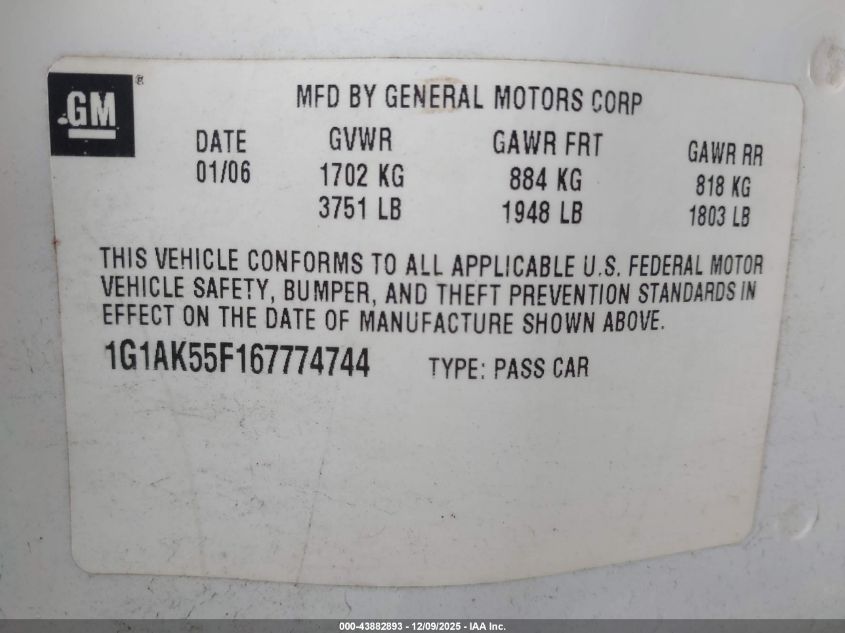 GM®
MFD BY GENERAL MOTORS CORP
DATE GVWR GAWR FRT GAWR RR
01/06 1702 KG 884 KG 818 KG
3751 LB 1948 LB 1803 LB
THIS VEHICLE CONFORMS TO ALL APPLICABLE U.S. FEDERAL MOTOR
VEHICLE SAFETY, BUMPER, AND THEFT PREVENTION STANDARDS IN
EFFECT ON THE DATE OF MANUFACTURE SHOWN ABOVE.
1G1AK55F167774744 TYPE: PASS CAR
000-43882893 - 12/09/2025 - IAA Inc.